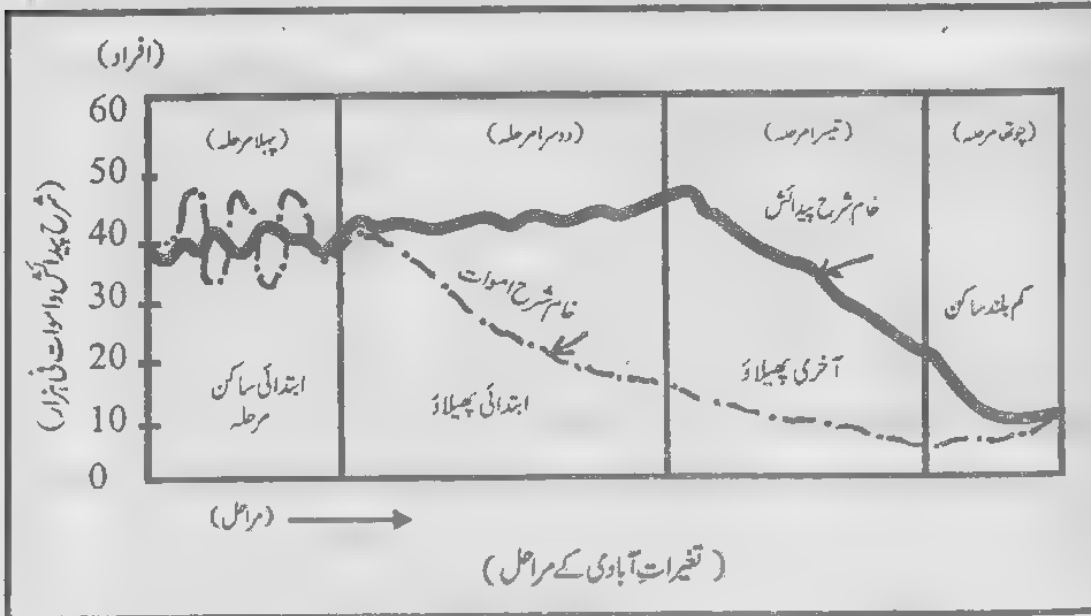 (افراد)
60
50
40
30
20
10
0
(شرح پیدائش واموات فی ہزار)
(پہلا مرحلہ)
(دوسرا مرحلہ)
(تیسرا مرحلہ)
(چوتھا مرحلہ)
خام شرح پیدائش
خام شرح اموات
ابتدائی ساکن
مرحلہ
ابتدائی پھیلاؤ
آخری پھیلاؤ
کم بلند ساکن
(مراحل)
(تغیراتِ آبادی کے مراحل)